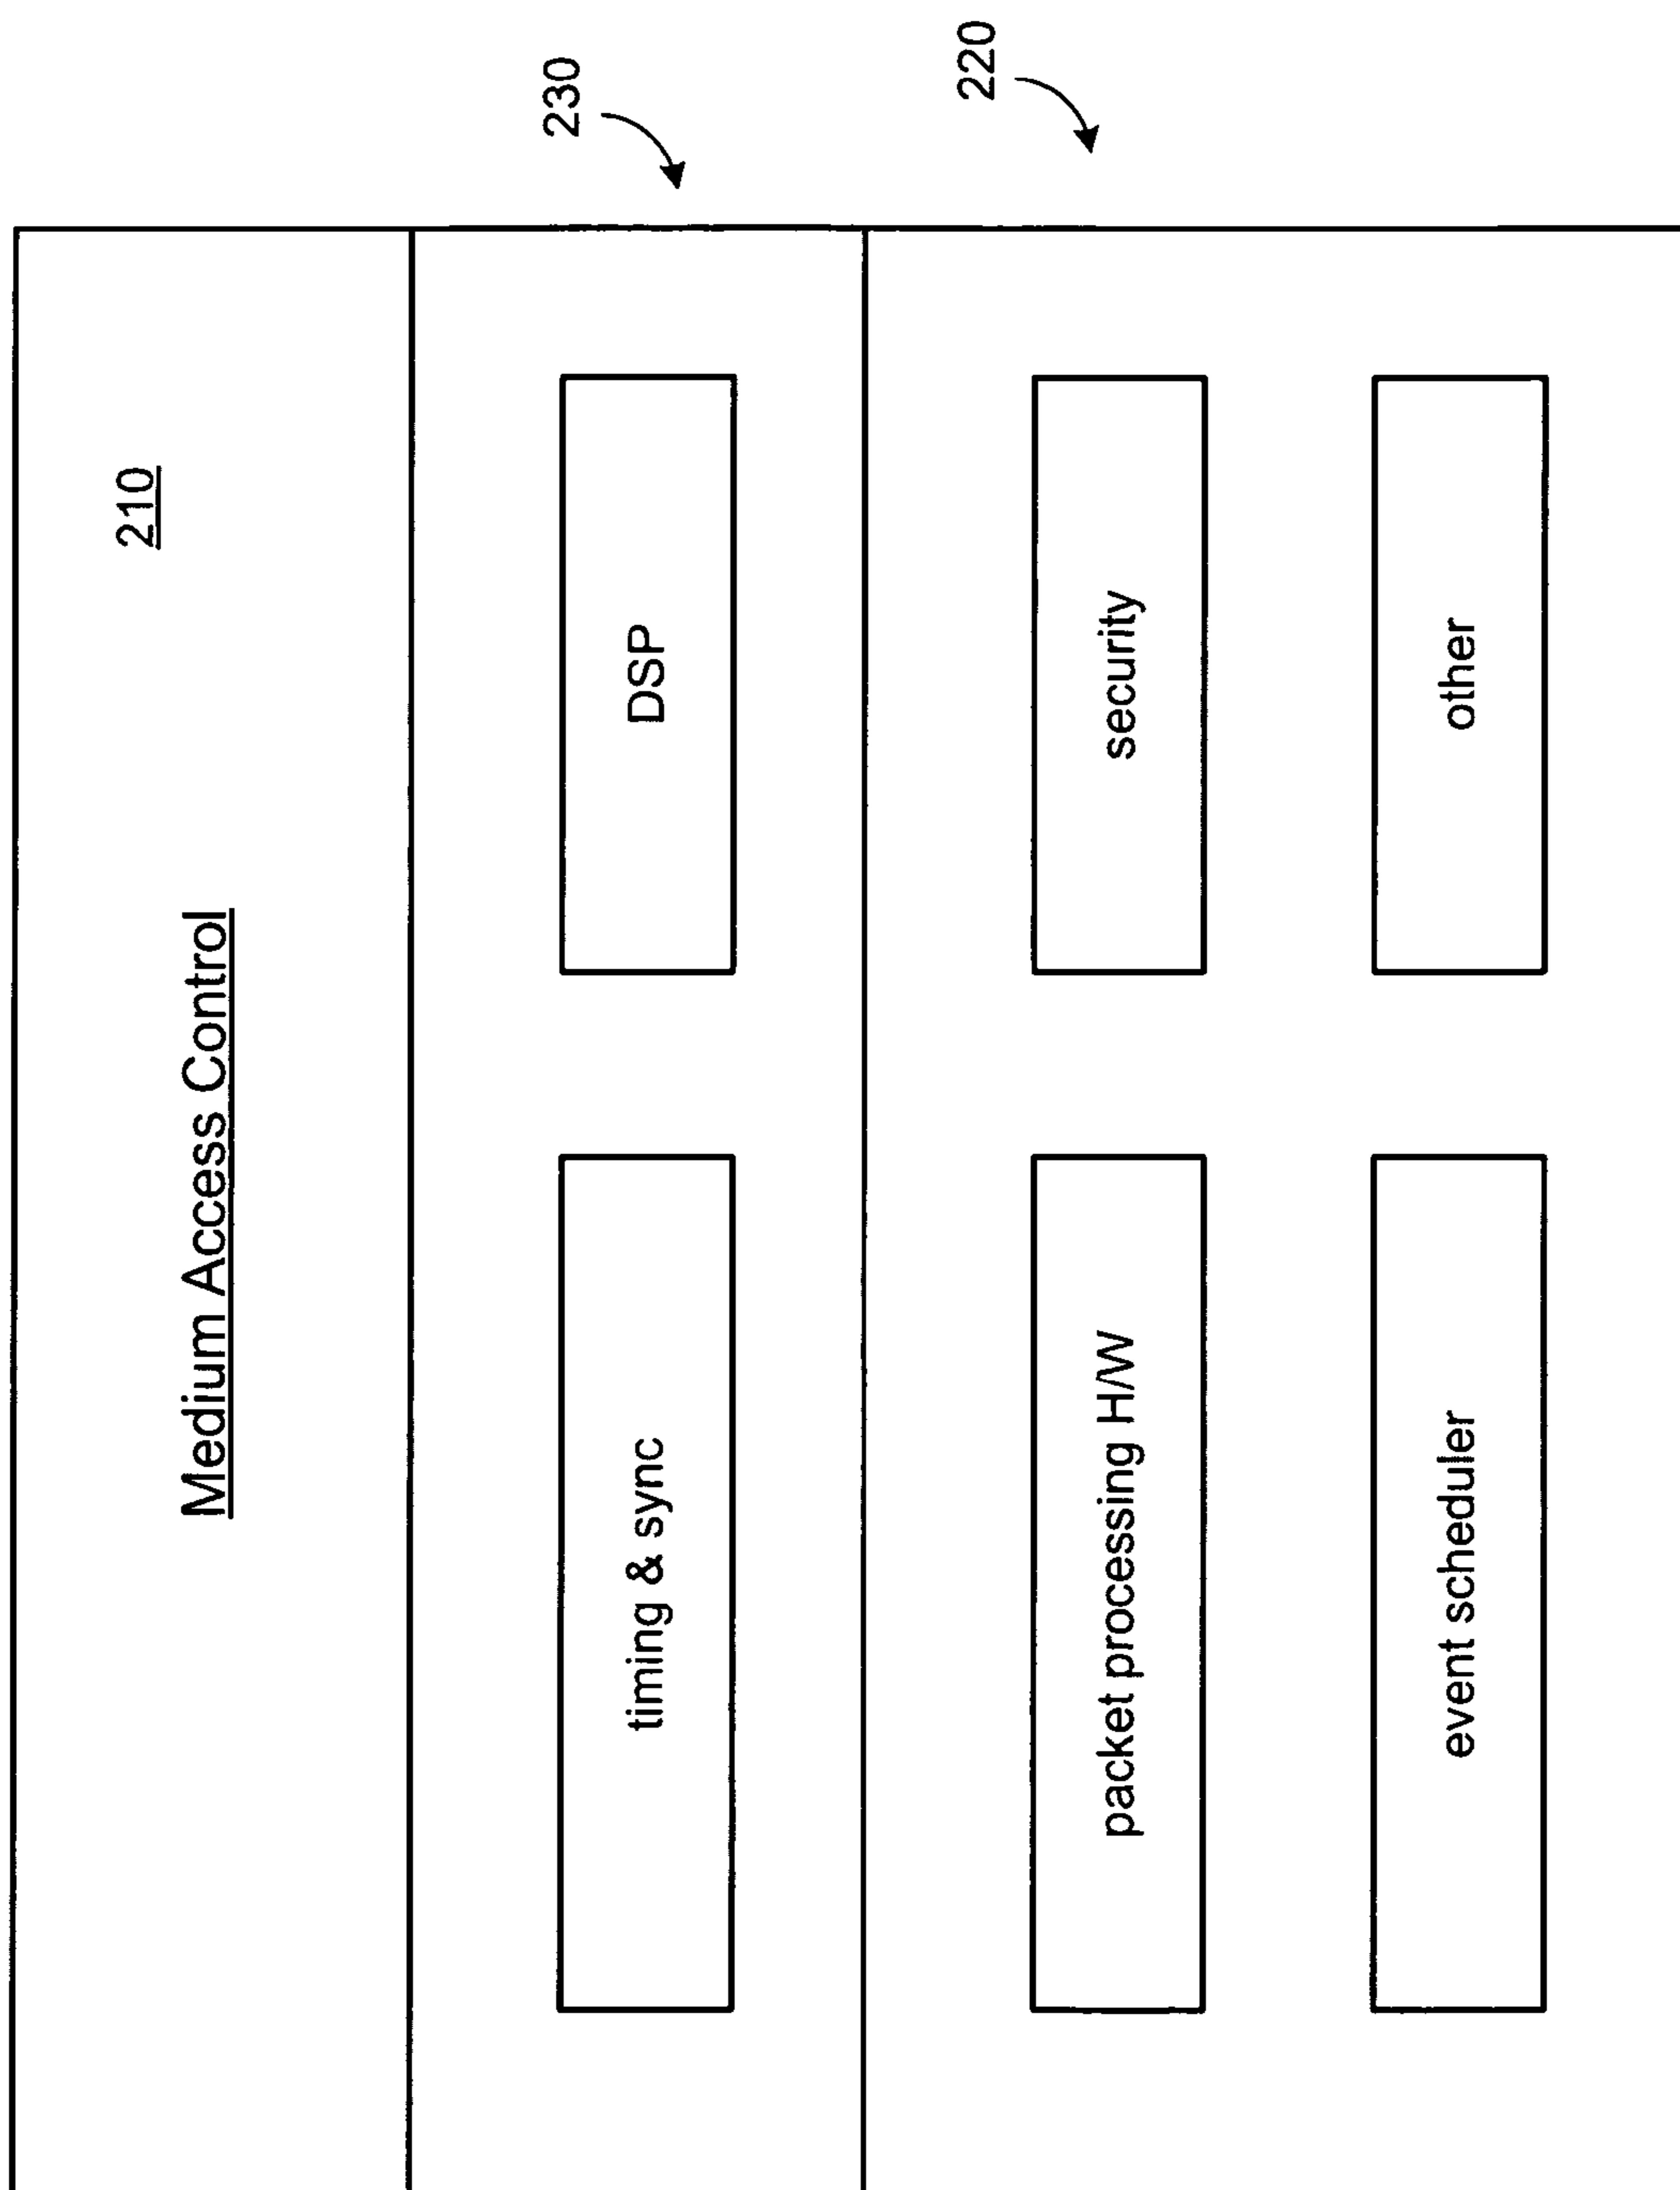 210
Medium Access Control
230
timing & sync
DSP
220
packet processing H/W
security
event scheduler
other